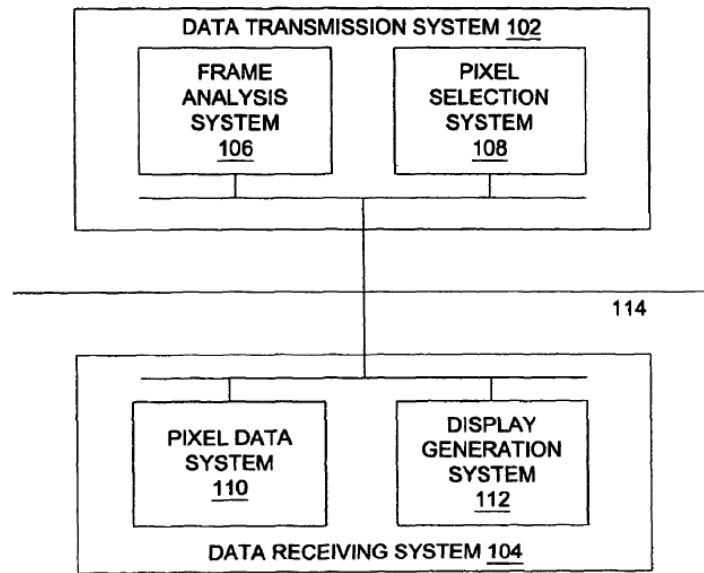 DATA TRANSMISSION SYSTEM 102
FRAME
ANALYSIS
SYSTEM
106
PIXEL
SELECTION
SYSTEM
108
114
PIXEL DATA
SYSTEM
110
DISPLAY
GENERATION
SYSTEM
112
DATA RECEIVING SYSTEM 104